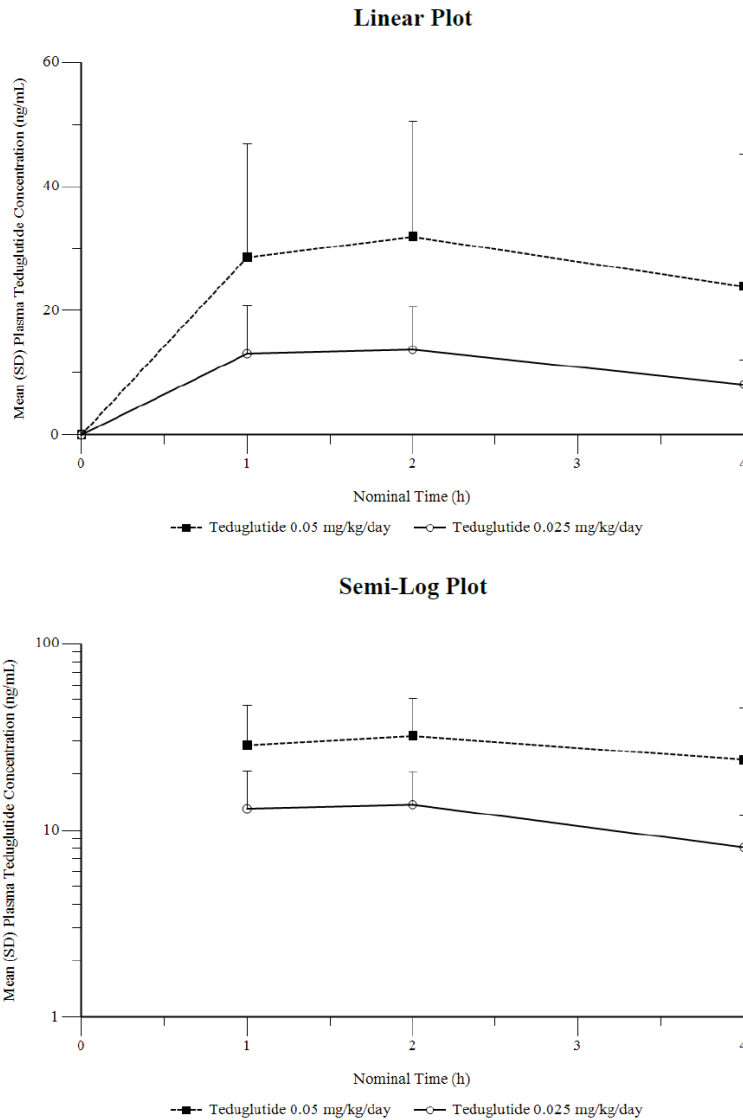 Linear Plot
Mean (SD) Plasma Teduglutide Concentration (ng/mL)
60
40
20
0
0 1 2 3 4
Nominal Time (h)
Teduglutide 0.05 mg/kg/day Teduglutide 0.025 mg/kg/day
Semi-Log Plot
Mean (SD) Plasma Teduglutide Concentration (ng/mL)
100
10
1
0 1 2 3 4
Nominal Time (h)
Teduglutide 0.05 mg/kg/day Teduglutide 0.025 mg/kg/day